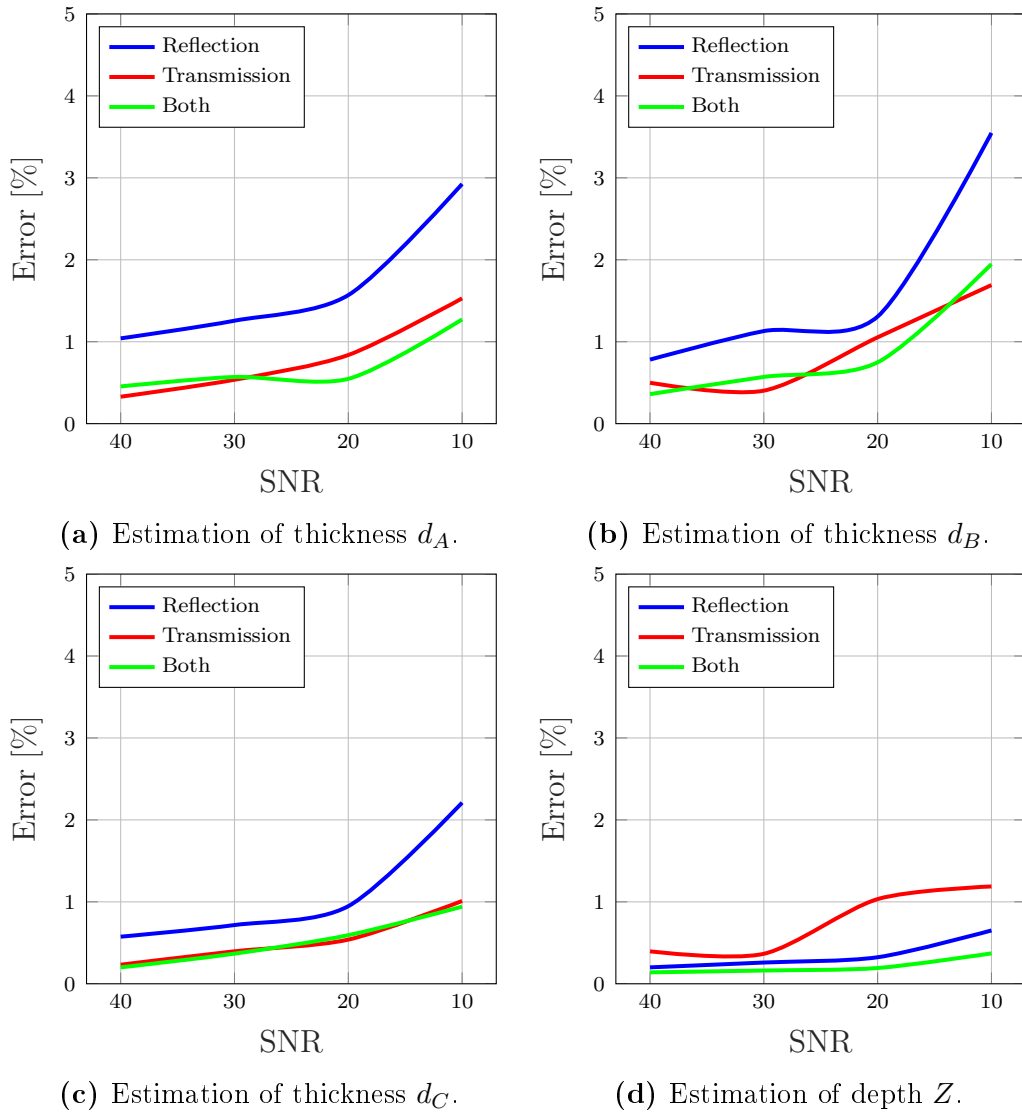 5
4
3
2
1
0
Error [%]
Reflection
Transmission
Both
40 30 20 10
SNR
(a) Estimation of thickness d_A.
5
4
3
2
1
0
Error [%]
Reflection
Transmission
Both
40 30 20 10
SNR
(b) Estimation of thickness d_B.
5
4
3
2
1
0
Error [%]
Reflection
Transmission
Both
40 30 20 10
SNR
(c) Estimation of thickness d_C.
5
4
3
2
1
0
Error [%]
Reflection
Transmission
Both
40 30 20 10
SNR
(d) Estimation of depth Z.